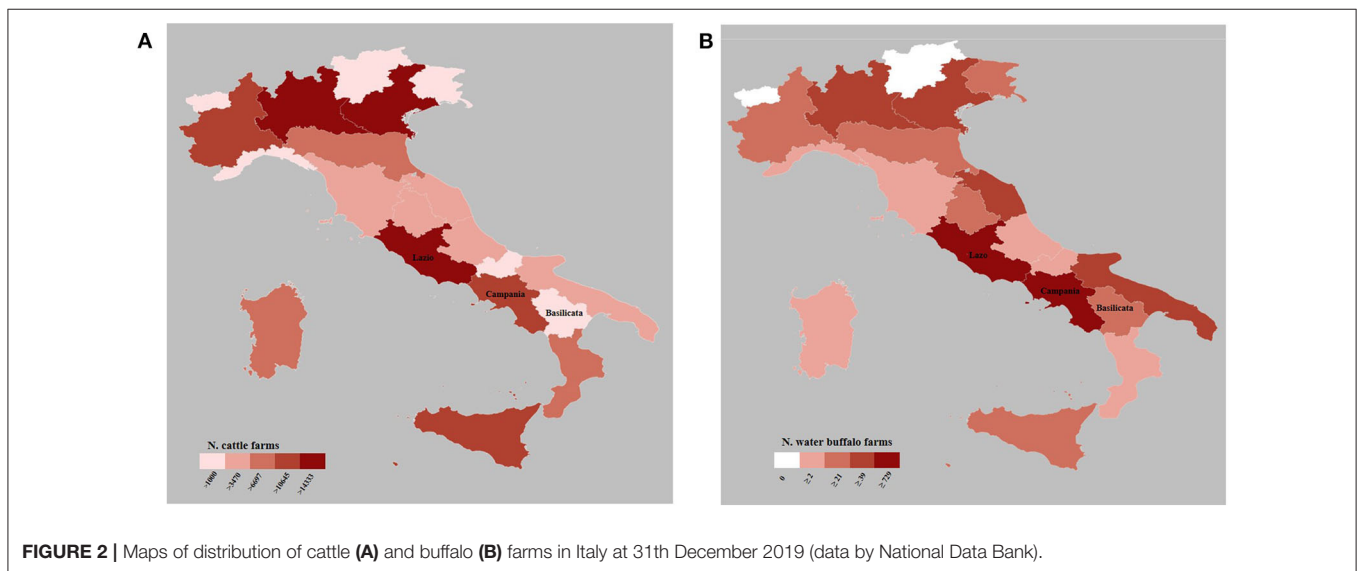 A
B
Lazio
Campania
Basilicata
N. cattle farms
>1000
>3470
>6697
>10645
>14333
Lazo
Campania
Basilicata
N. water buffalo farms
0
≥ 2
≥ 21
≥ 39
≥ 729
FIGURE 2 | Maps of distribution of cattle (A) and buffalo (B) farms in Italy at 31th December 2019 (data by National Data Bank).